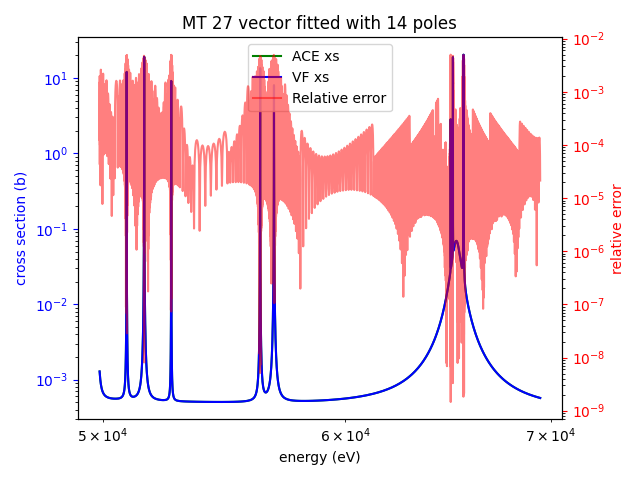 MT 27 vector fitted with 14 poles
ACE xs
VF xs
Relative error
cross section (b)
10¹
10⁰
10⁻¹
10⁻²
10⁻³
10⁻²
10⁻³
10⁻⁴
10⁻⁵
10⁻⁶
10⁻⁷
10⁻⁸
10⁻⁹
relative error
5 × 10⁴
6 × 10⁴
7 × 10⁴
energy (eV)